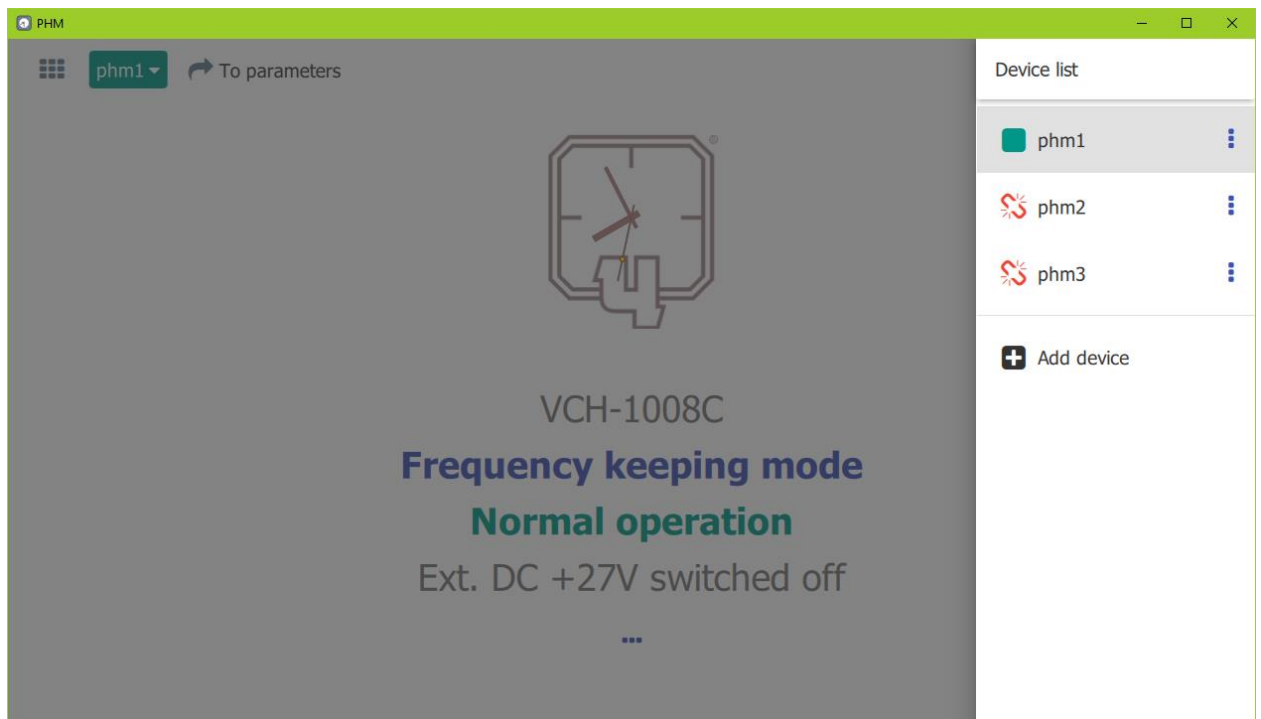 PHM
phm1
To parameters
Device list
phm1
phm2
phm3
Add device
®
Ч
VCH-1008C
Frequency keeping mode
Normal operation
Ext. DC +27V switched off
...